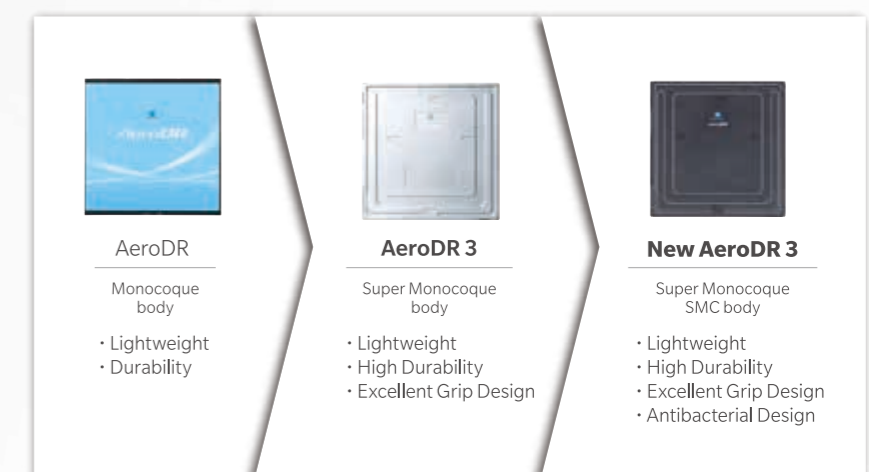 AeroDR
Monocoque
body
・Lightweight
・Durability
AeroDR 3
Super Monocoque
body
・Lightweight
・High Durability
・Excellent Grip Design
New AeroDR 3
Super Monocoque
SMC body
・Lightweight
・High Durability
・Excellent Grip Design
・Antibacterial Design